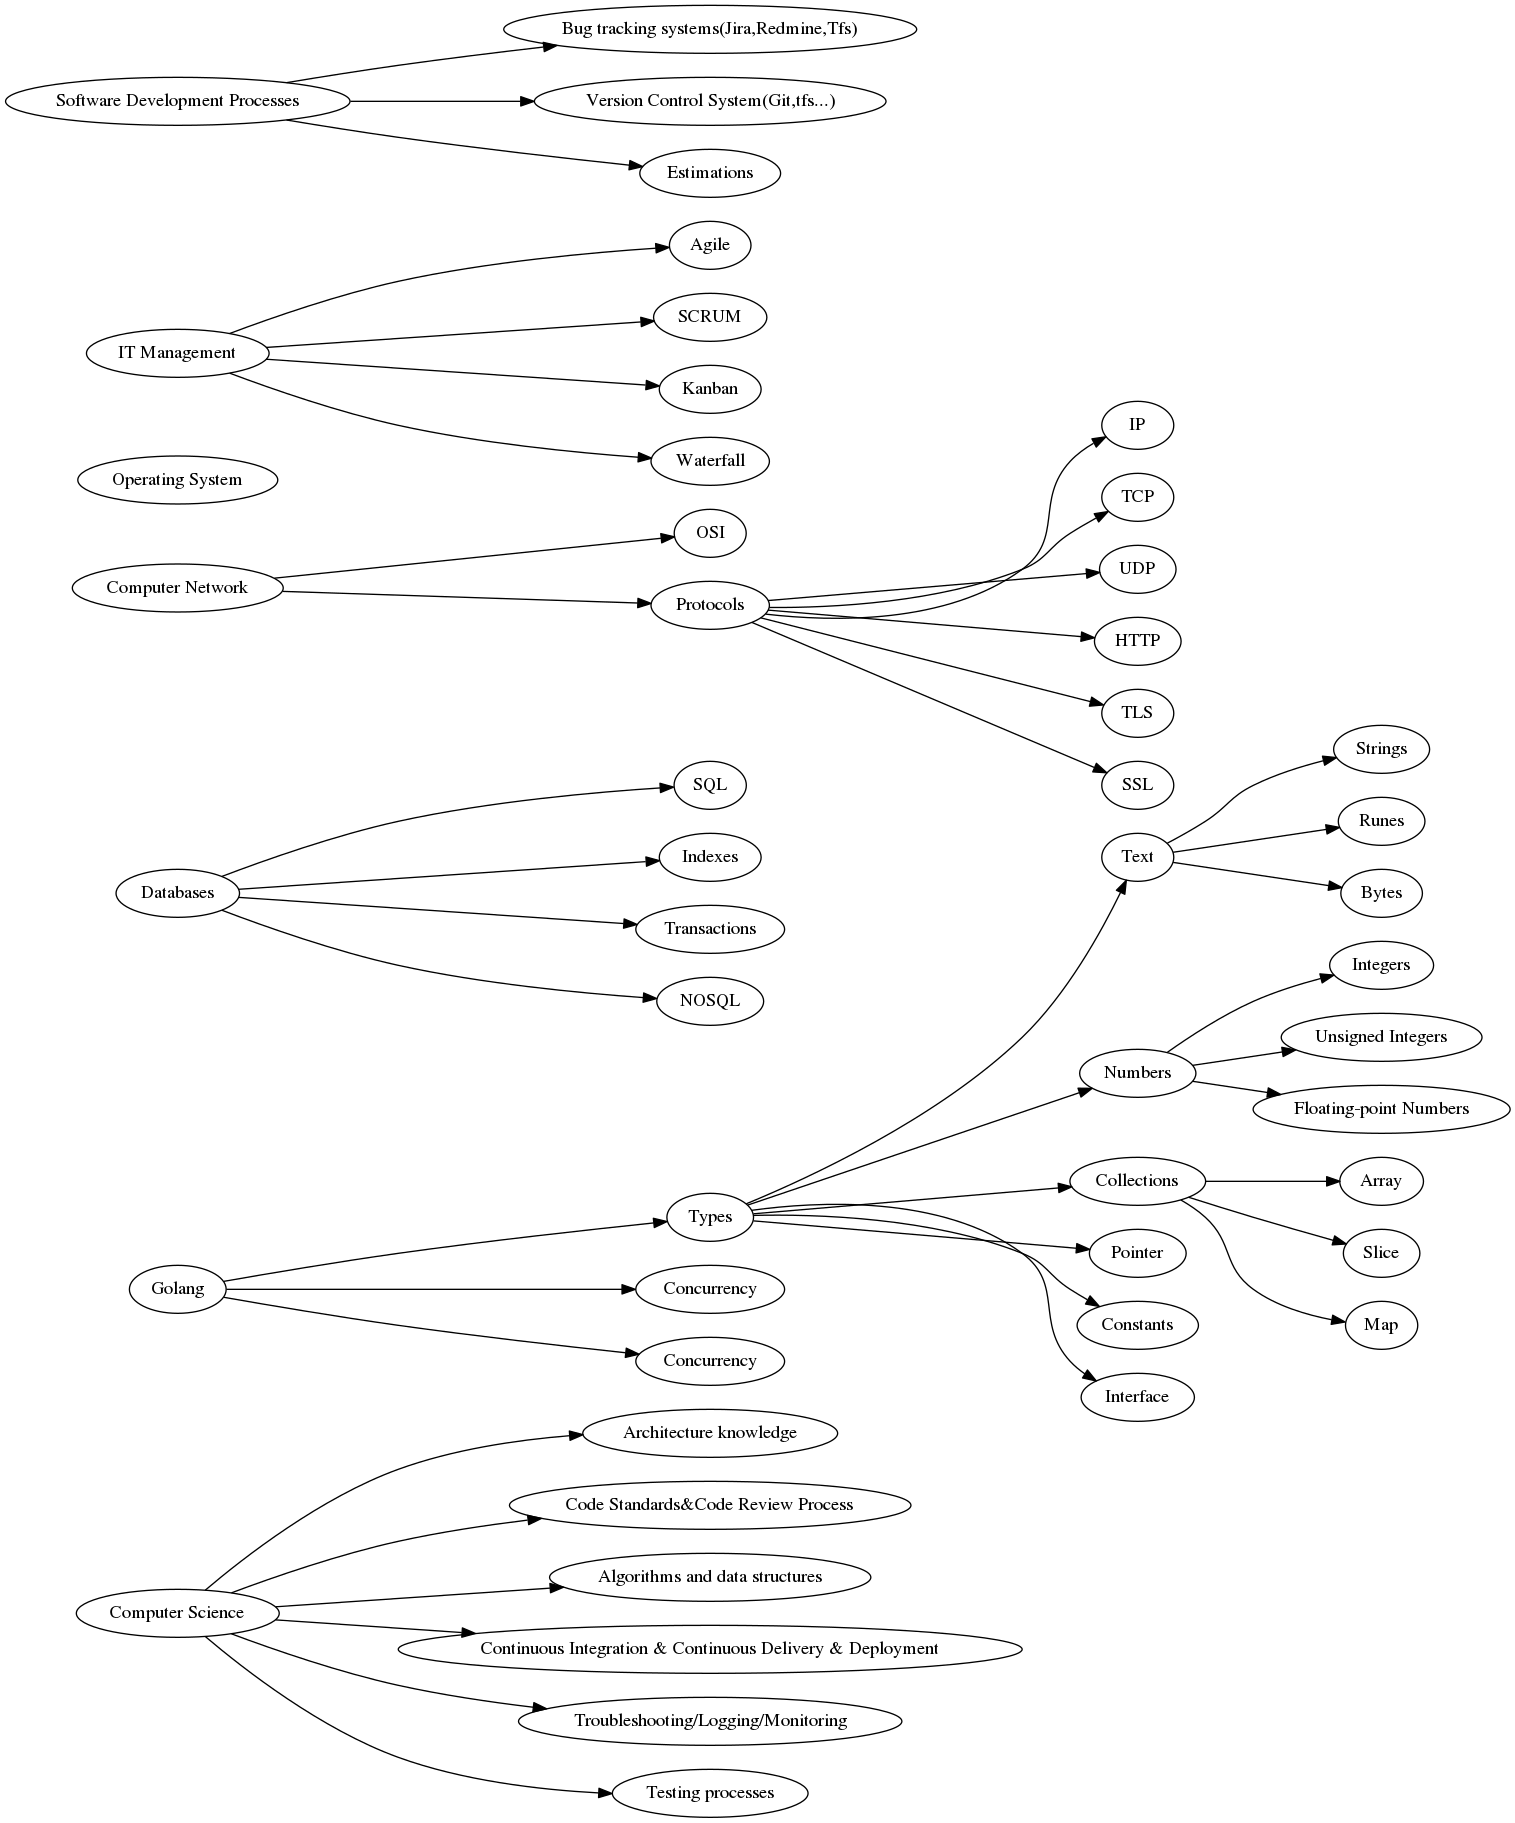 Bug tracking systems(Jira,Redmine,Tfs)
Software Development Processes
Version Control System(Git,tfs...)
Estimations
Agile
SCRUM
IT Management
Kanban
Waterfall
Operating System
OSI
Computer Network
Protocols
IP
TCP
UDP
HTTP
TLS
SSL
SQL
Indexes
Databases
Transactions
NOSQL
Text
Strings
Runes
Bytes
Numbers
Integers
Unsigned Integers
Floating-point Numbers
Types
Collections
Array
Slice
Map
Pointer
Constants
Interface
Golang
Concurrency
Concurrency
Architecture knowledge
Code Standards&Code Review Process
Algorithms and data structures
Computer Science
Continuous Integration & Continuous Delivery & Deployment
Troubleshooting/Logging/Monitoring
Testing processes